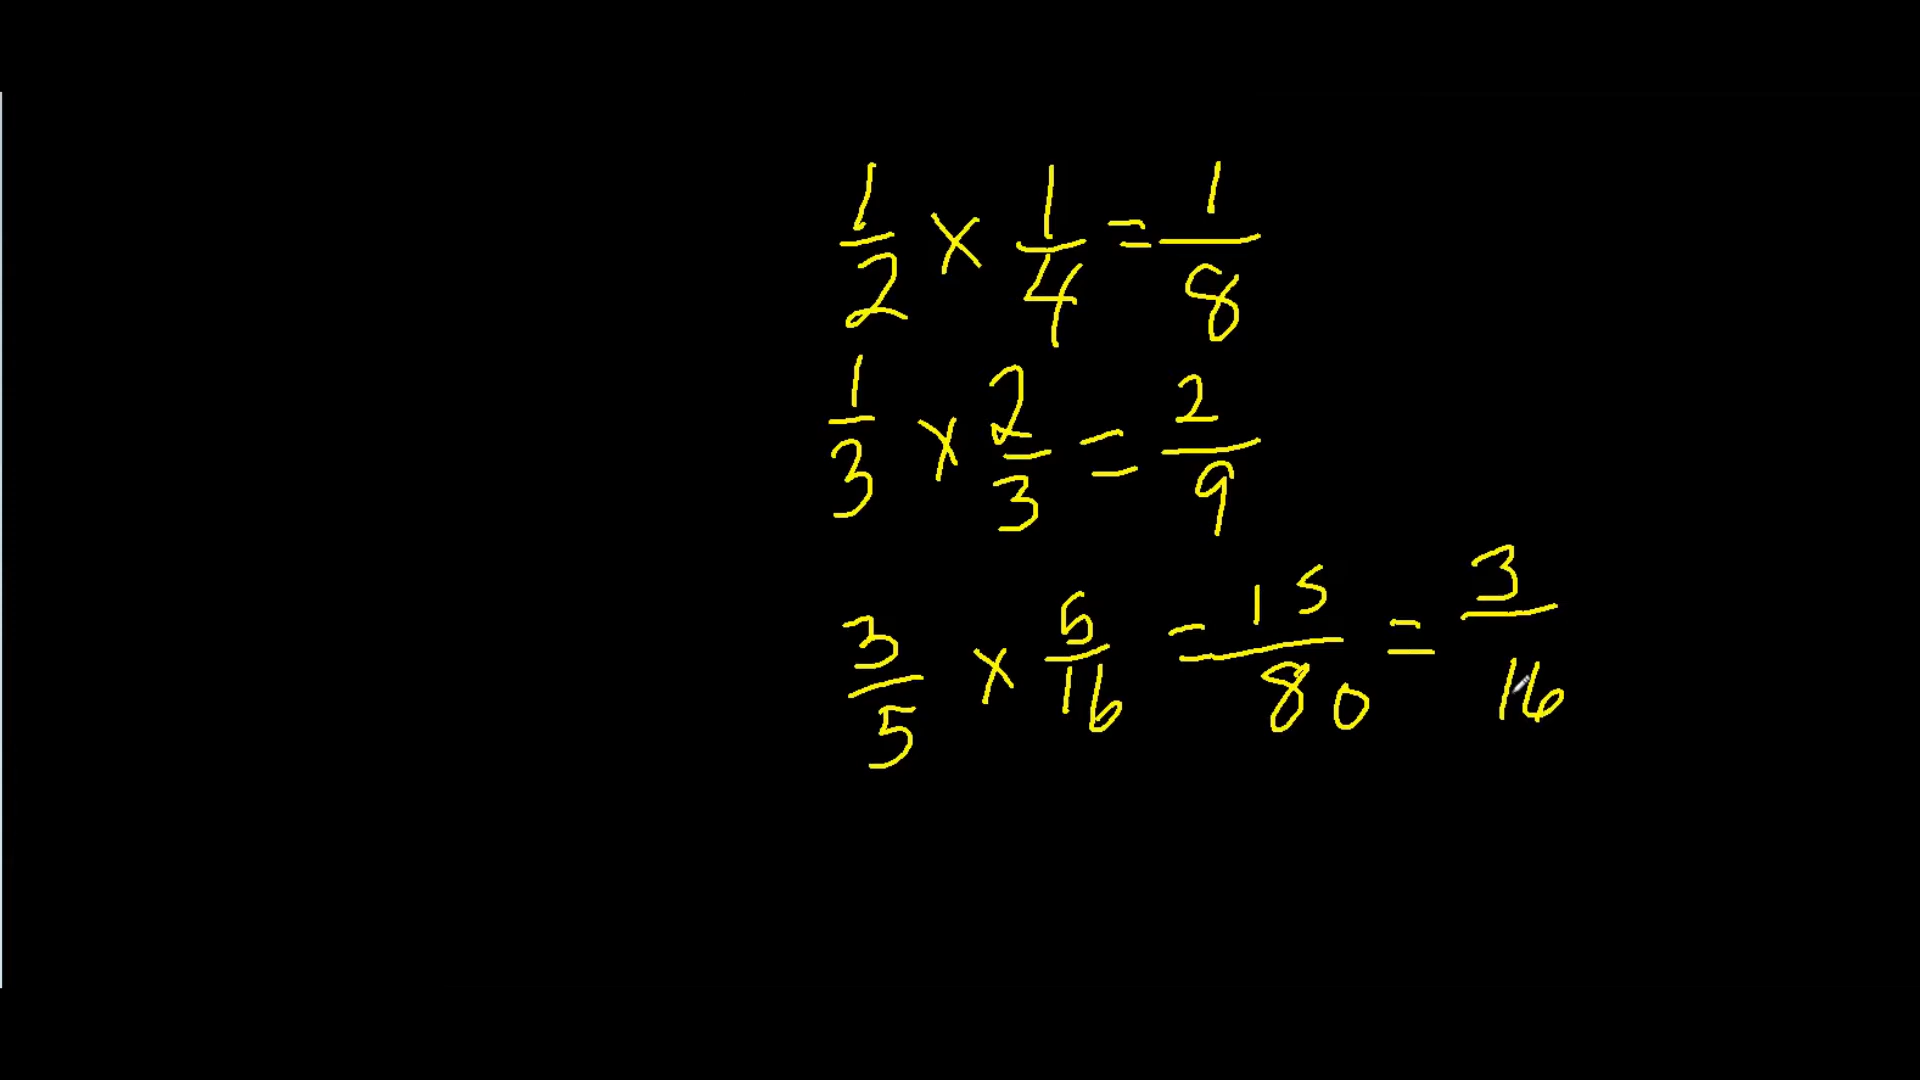 1/2 × 1/4 = 1/8
1/3 × 2/3 = 2/9
3/5 × 5/16 = 15/80 = 3/16